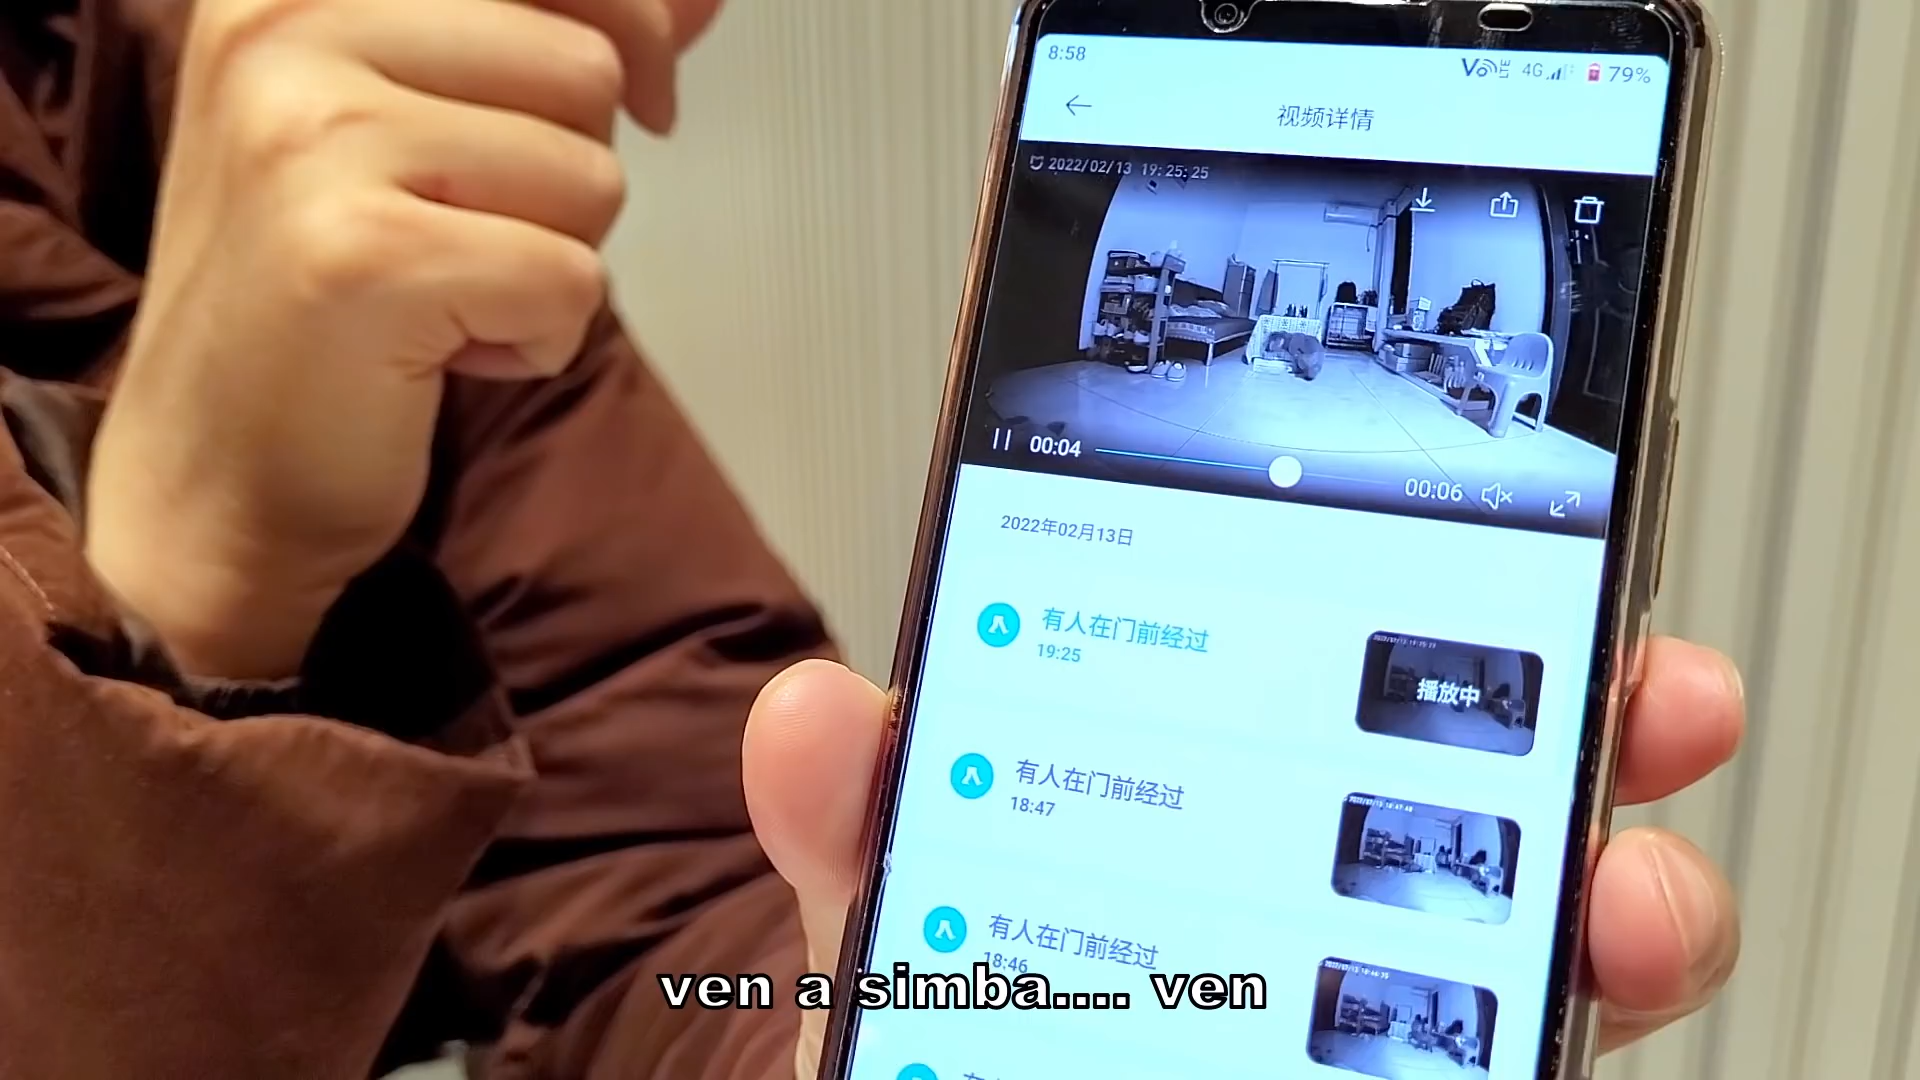 8:58
4G 79%
视频详情
2022/02/13 19:25:25
00:04
00:06
2022年02月13日
有人在门前经过
19:25
播放中
有人在门前经过
18:47
有人在门前经过
18:46
ven a simba.... ven